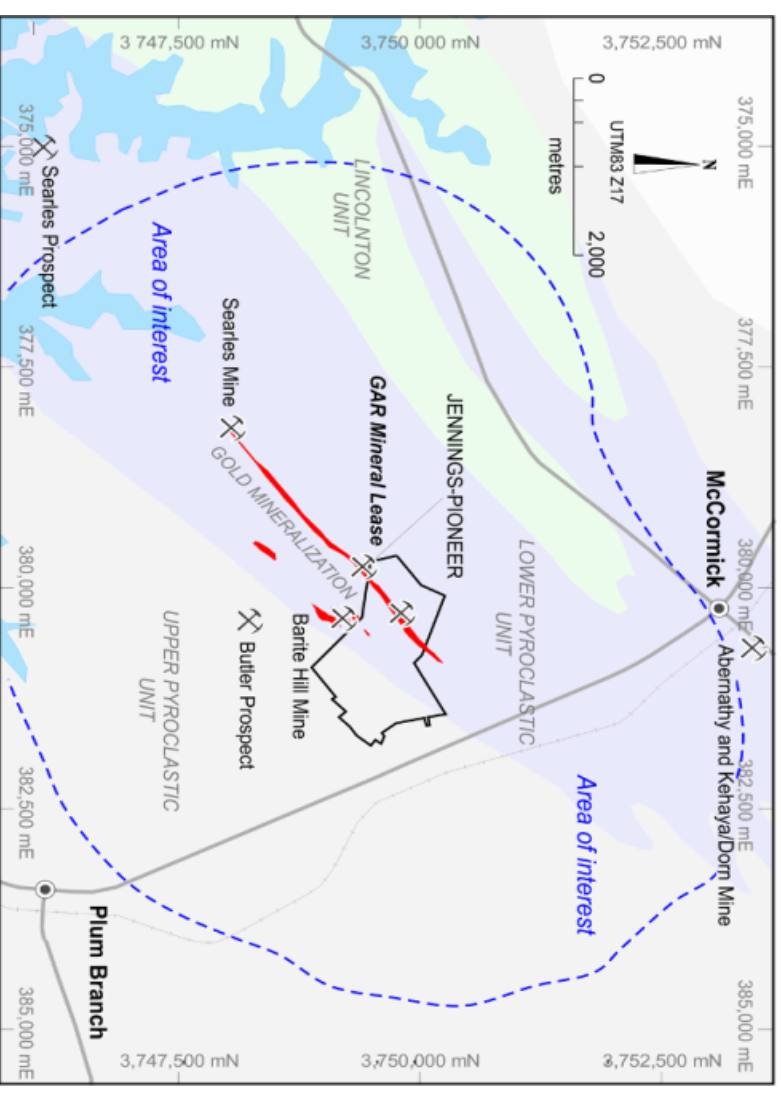 3 747,500 mN
3,750 000 mN
3,752,500 mN
375,000 mE
377,500 mE
380,000 mE
382,500 mE
385,000 mE
N
UTM83 Z17
0
2,000
metres
McCormick
Abernathy and Kehaya/Dorn Mine
Area of interest
LOWER PYROCLASTIC
UNIT
JENNINGS-PIONEER
GAR Mineral Lease
LINCOLNTON
UNIT
GOLD MINERALIZATION
Barite Hill Mine
Searles Mine
Butler Prospect
UPPER PYROCLASTIC
UNIT
Area of interest
Searles Prospect
Plum Branch
375,000 mE
377,500 mE
380,000 mE
382,500 mE
385,000 mE
3,747,500 mN
3,750,000 mN
3,752,500 mN